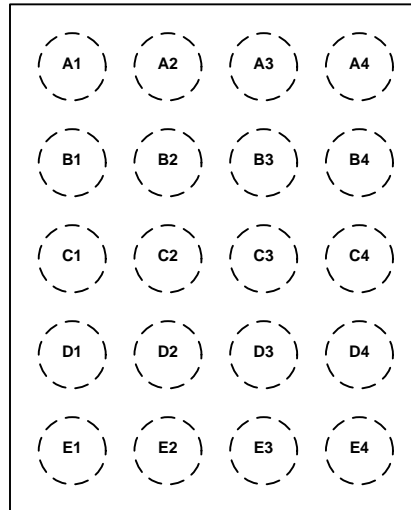 A1 A2 A3 A4
B1 B2 B3 B4
C1 C2 C3 C4
D1 D2 D3 D4
E1 E2 E3 E4